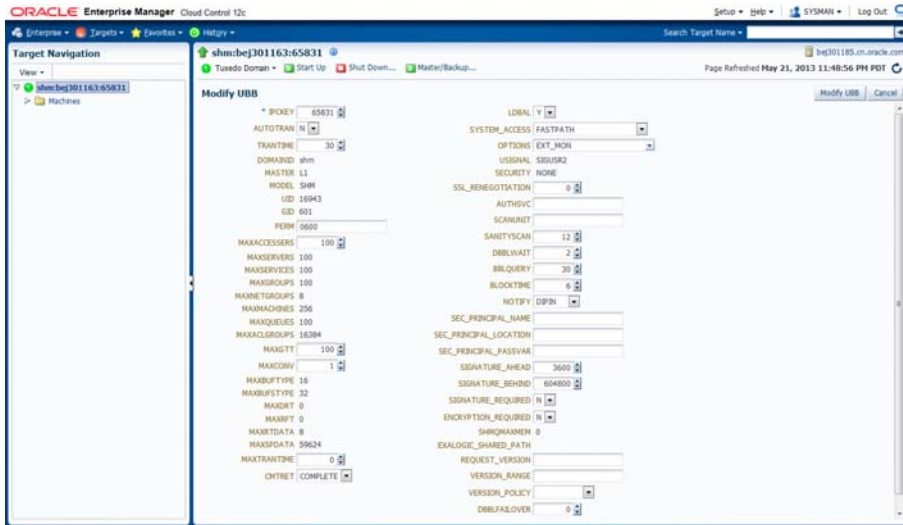 ORACLE Enterprise Manager Cloud Control 12c
Setup Help SYSMAN Log Out
Enterprise Targets Favorites History
Search Target Name
Target Navigation
View
shm:bej301163:65831
Machines
shm:bej301163:65831
bej301185.cn.oracle.com
Tuxedo Domain Start Up Shut Down... Master/Backup...
Page Refreshed May 21, 2013 11:48:56 PM PDT
Modify UBB
Modify UBB Cancel
* IPCKEY 65831
AUTOTRAN N
TRANTIME 30
DOMAINID shm
MASTER L1
MODEL SHM
UID 16943
GID 601
PERM 0600
MAXACCESSERS 100
MAXSERVERS 100
MAXSERVICES 100
MAXGROUPS 100
MAXNETGROUPS 8
MAXMACHINES 256
MAXQUEUES 100
MAXACLGROUPS 16384
MAXGTT 100
MAXCONV 1
MAXBUFTYPE 16
MAXBUFSTYPE 32
MAXDRT 0
MAXRFT 0
MAXRTDATA 8
MAXSPDATA 59624
MAXTRANTIME 0
CMTRET COMPLETE
LDBAL Y
SYSTEM_ACCESS FASTPATH
OPTIONS EXT_MON
USIGNAL SIGUSR2
SECURITY NONE
SSL_RENEGOTIATION 0
AUTHSVC
SCANUNIT
SANITYSCAN 12
DBBLWAIT 2
BBLQUERY 30
BLOCKTIME 6
NOTIFY DIPIN
SEC_PRINCIPAL_NAME
SEC_PRINCIPAL_LOCATION
SEC_PRINCIPAL_PASSVAR
SIGNATURE_AHEAD 3600
SIGNATURE_BEHIND 604800
SIGNATURE_REQUIRED N
ENCRYPTION_REQUIRED N
SHMQMAXMEM 0
EXALOGIC_SHARED_PATH
REQUEST_VERSION
VERSION_RANGE
VERSION_POLICY
DBBLFAILOVER 0